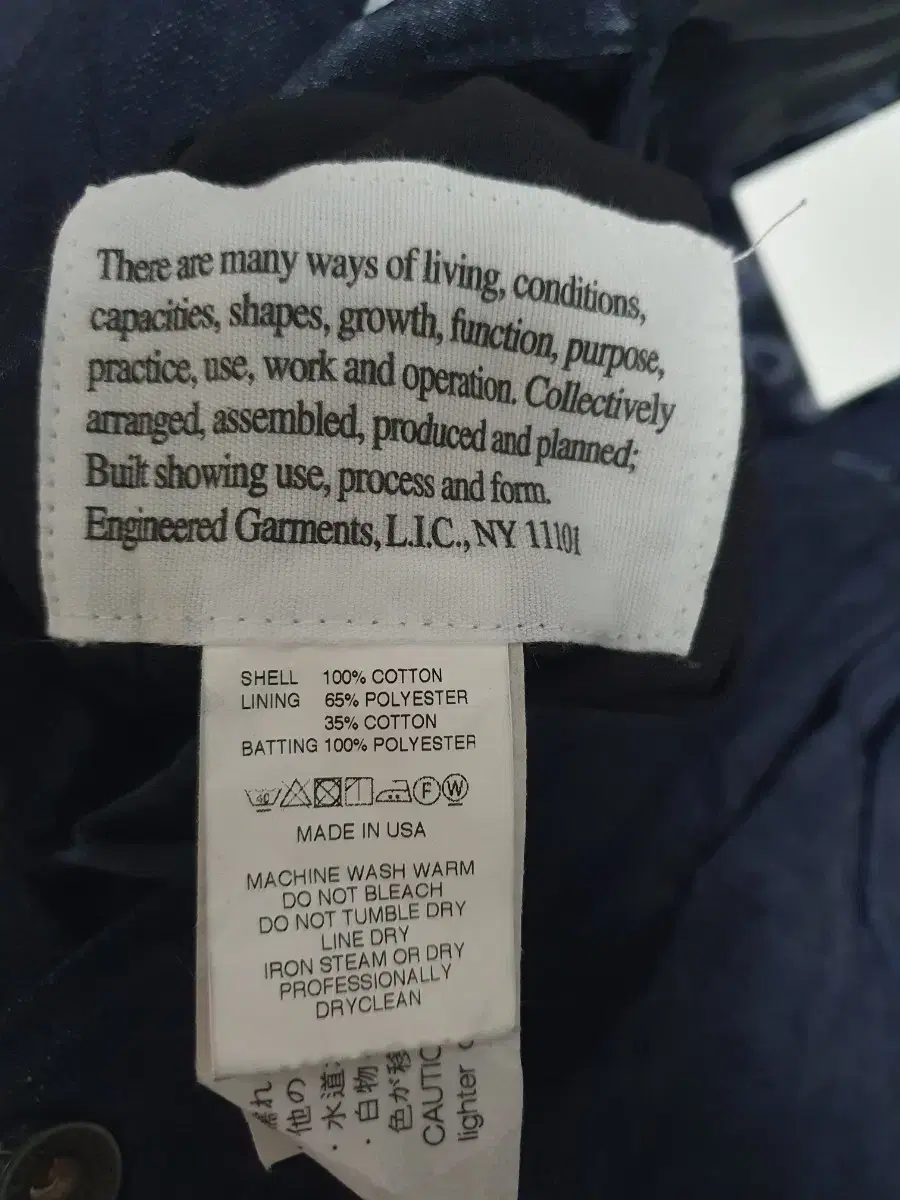 There are many ways of living, conditions,
capacities, shapes, growth, function, purpose,
practice, use, work and operation. Collectively
arranged, assembled, produced and planned;
Built showing use, process and form.
Engineered Garments, L.I.C., NY 11101
SHELL 100% COTTON
LINING 65% POLYESTER
35% COTTON
BATTING 100% POLYESTER
40 F W
MADE IN USA
MACHINE WASH WARM
DO NOT BLEACH
DO NOT TUMBLE DRY
LINE DRY
IRON STEAM OR DRY
PROFESSIONALLY
DRYCLEAN
他の
・水道
・白物
色が移
lighter